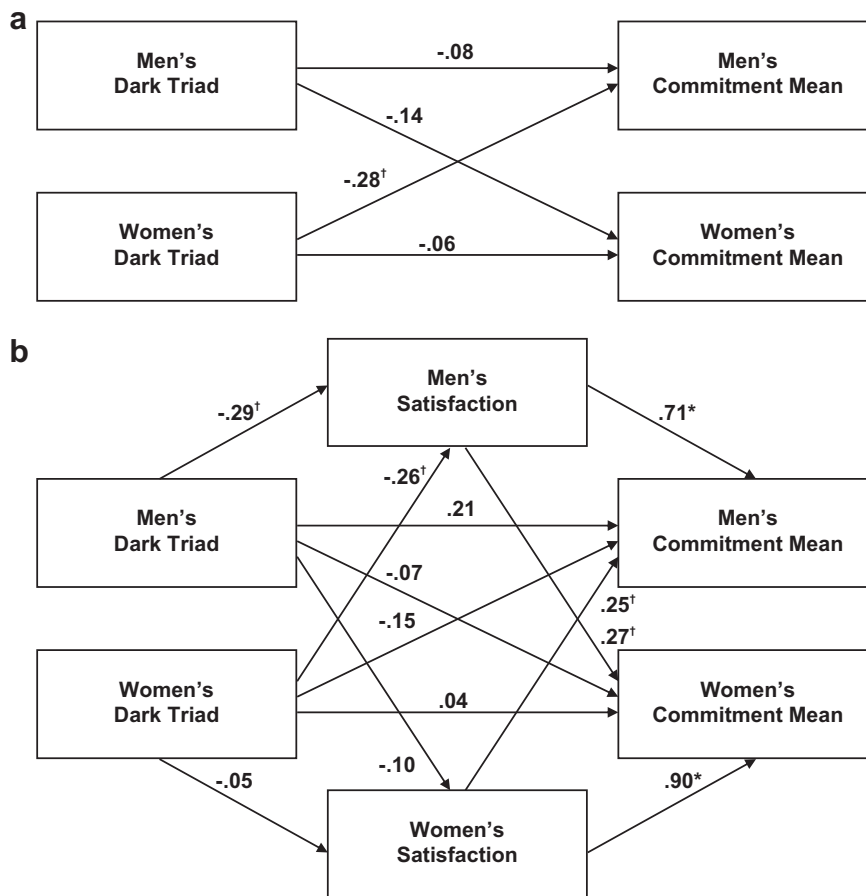 a
Men's
Dark Triad
-.08
Men's
Commitment Mean
-.14
-.28†
Women's
Dark Triad
-.06
Women's
Commitment Mean
b
Men's
Satisfaction
-.29†
.71*
-.26†
Men's
Dark Triad
.21
Men's
Commitment Mean
-.07
-.15
.25†
.27†
Women's
Dark Triad
.04
Women's
Commitment Mean
-.05
-.10
.90*
Women's
Satisfaction